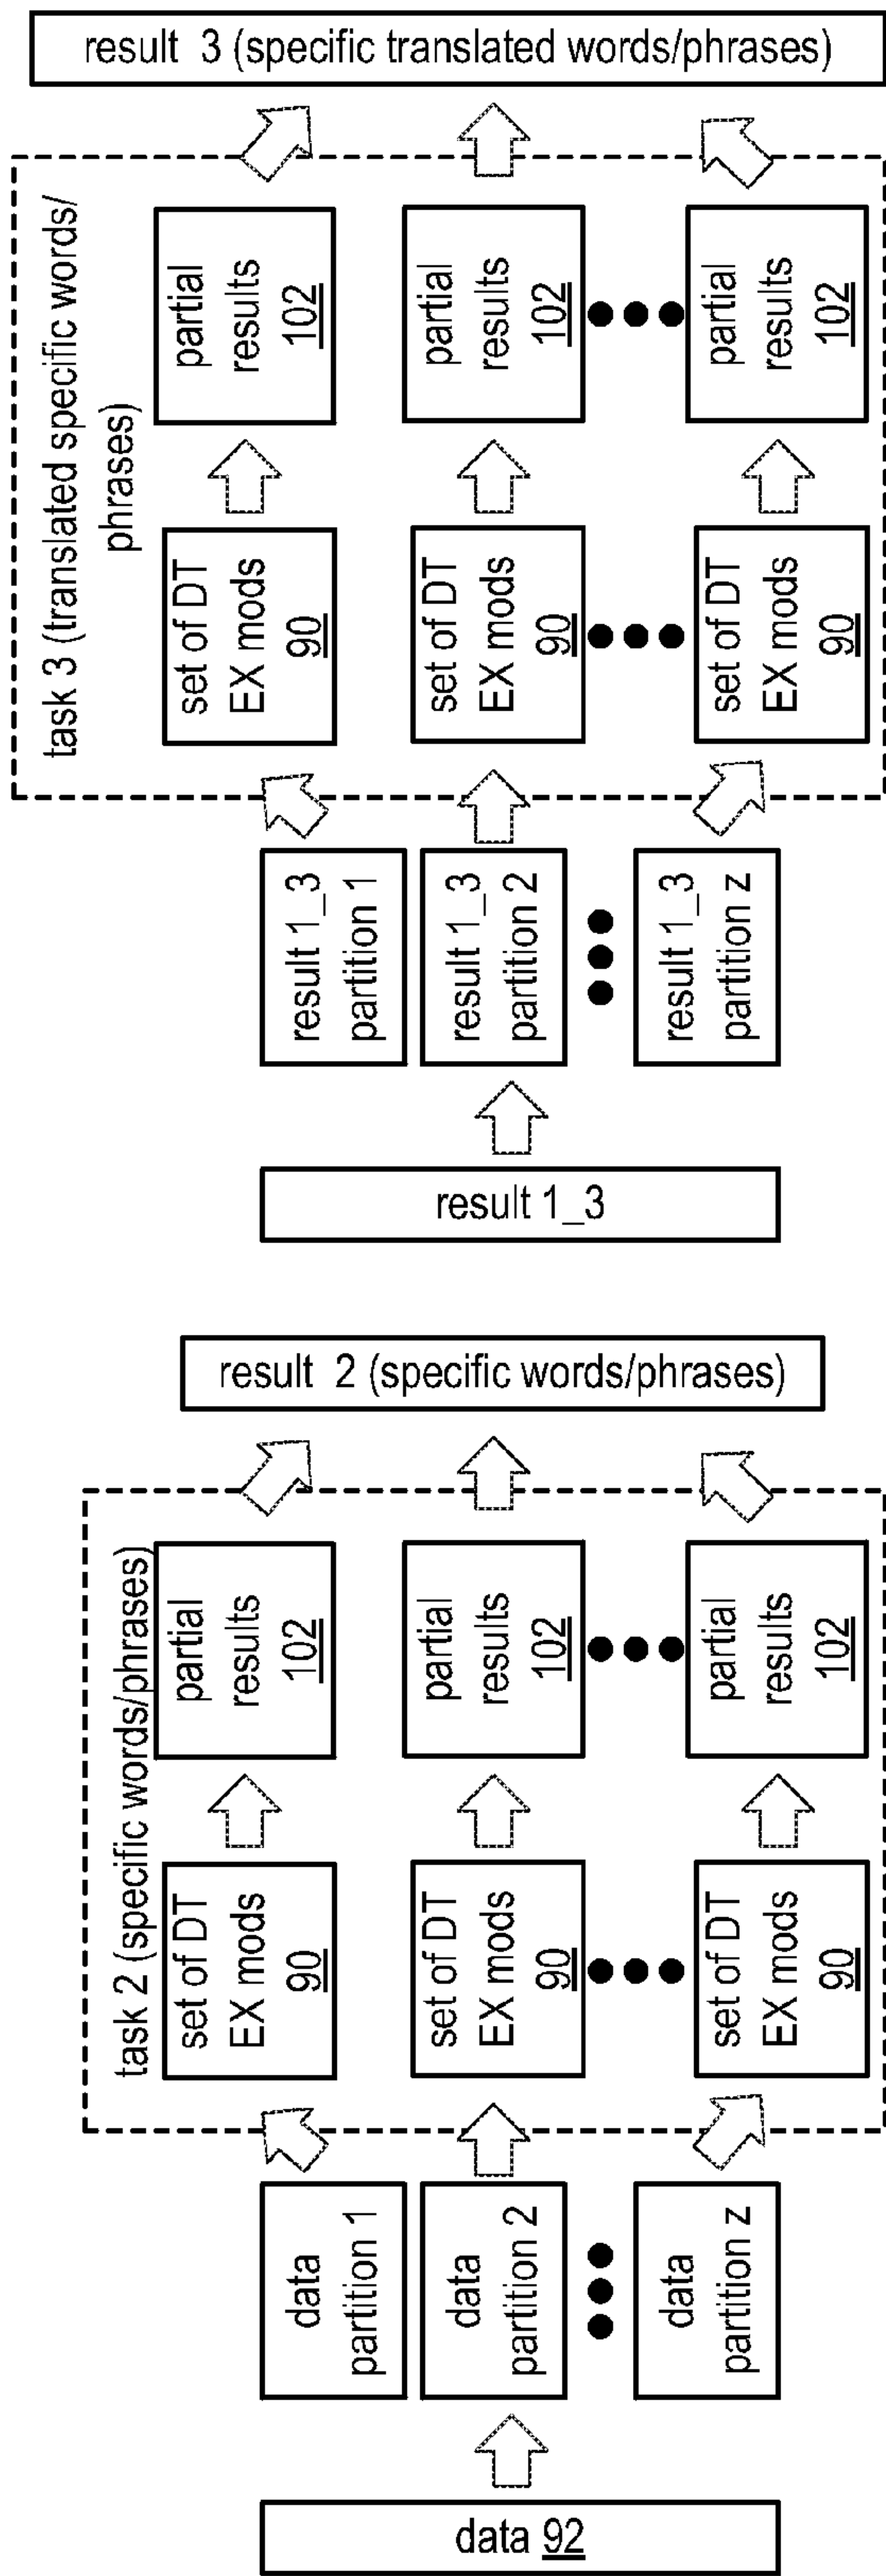 task 2 (specific words/phrases)
data 92
data
partition 1
set of DT
EX mods
90
partial
results
102
data
partition 2
set of DT
EX mods
90
partial
results
102
data
partition z
set of DT
EX mods
90
partial
results
102
result 2 (specific words/phrases)
task 3 (translated specific words/
phrases)
result 1_3
result 1_3
partition 1
set of DT
EX mods
90
partial
results
102
result 1_3
partition 2
set of DT
EX mods
90
partial
results
102
result 1_3
partition z
set of DT
EX mods
90
partial
results
102
result 3 (specific translated words/phrases)